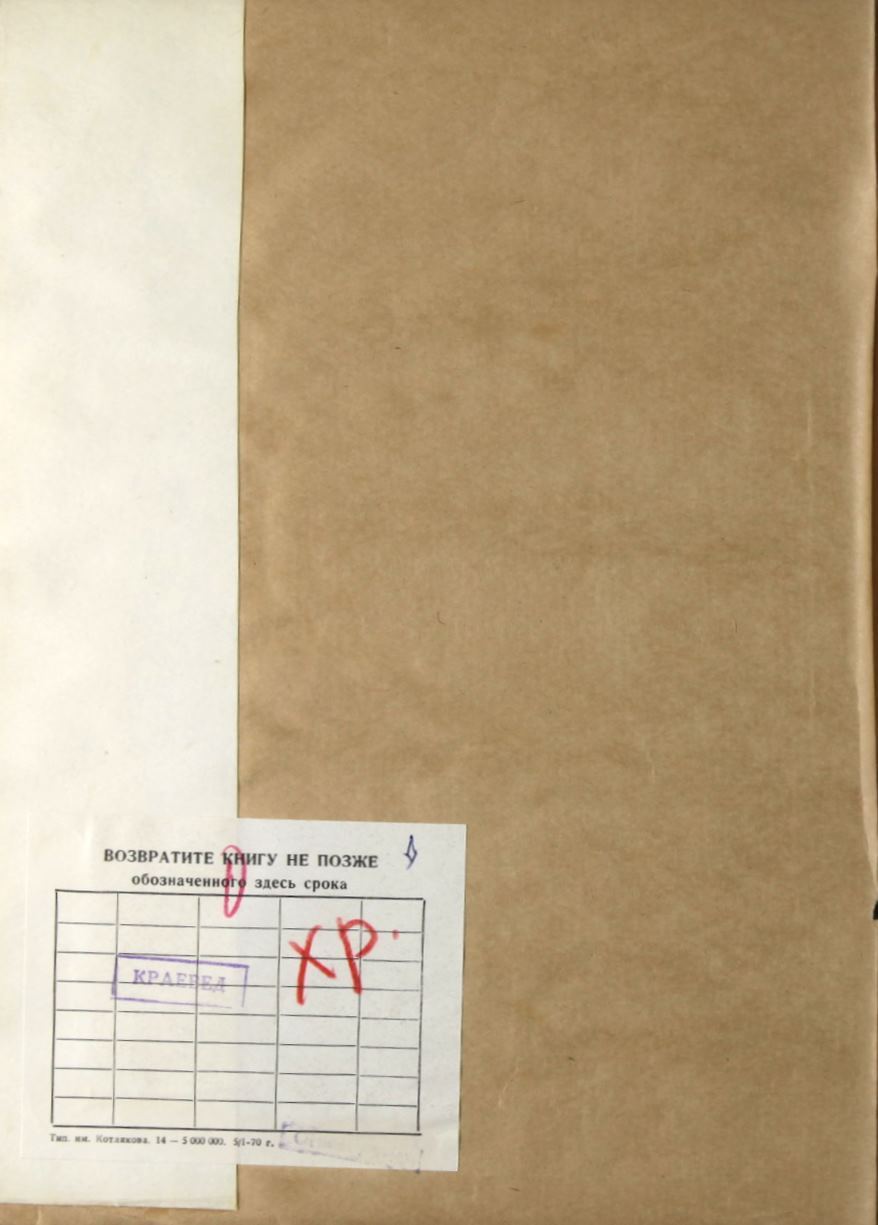 ВОЗВРАТИТЕ КНИГУ НЕ ПОЗЖЕ
обозначенного здесь срока
хр.
КРАЕВЕД
Тип. им. Котлякова. 14 — 5 000 000. 5/I-70 г.